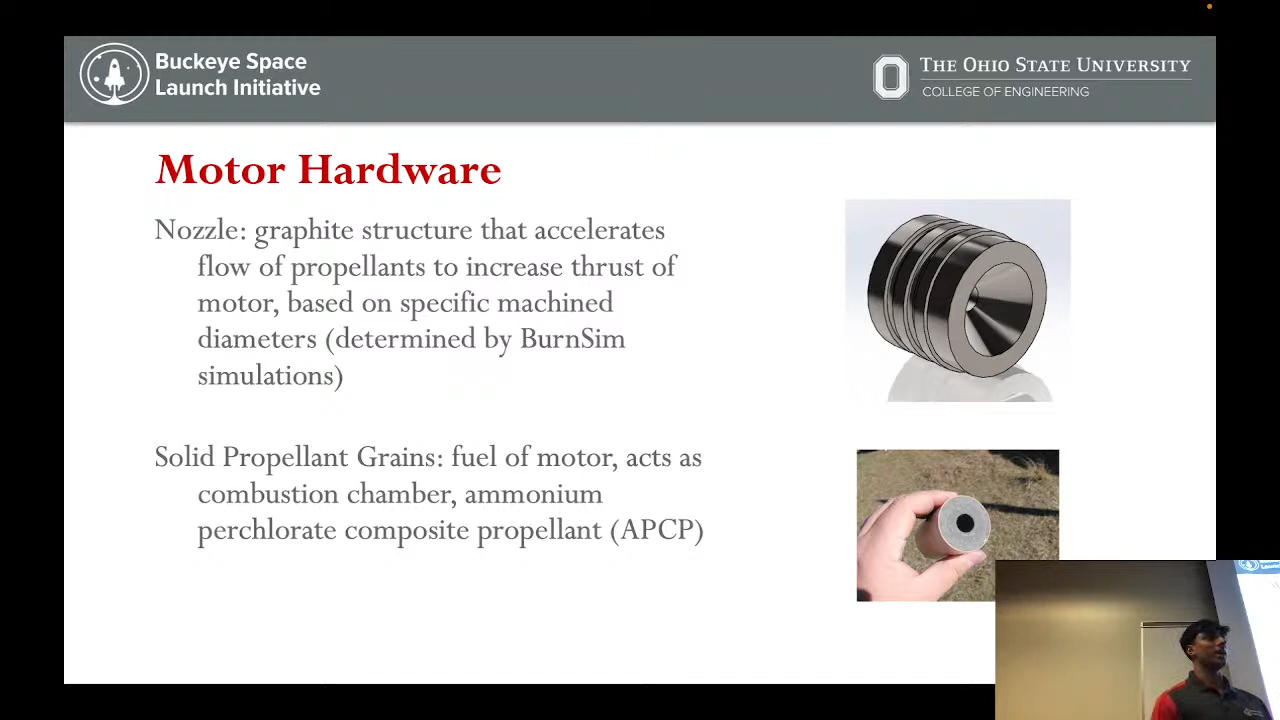 Buckeye Space
Launch Initiative
THE OHIO STATE UNIVERSITY
COLLEGE OF ENGINEERING
Motor Hardware
Nozzle: graphite structure that accelerates
flow of propellants to increase thrust of
motor, based on specific machined
diameters (determined by BurnSim
simulations)
Solid Propellant Grains: fuel of motor, acts as
combustion chamber, ammonium
perchlorate composite propellant (APCP)